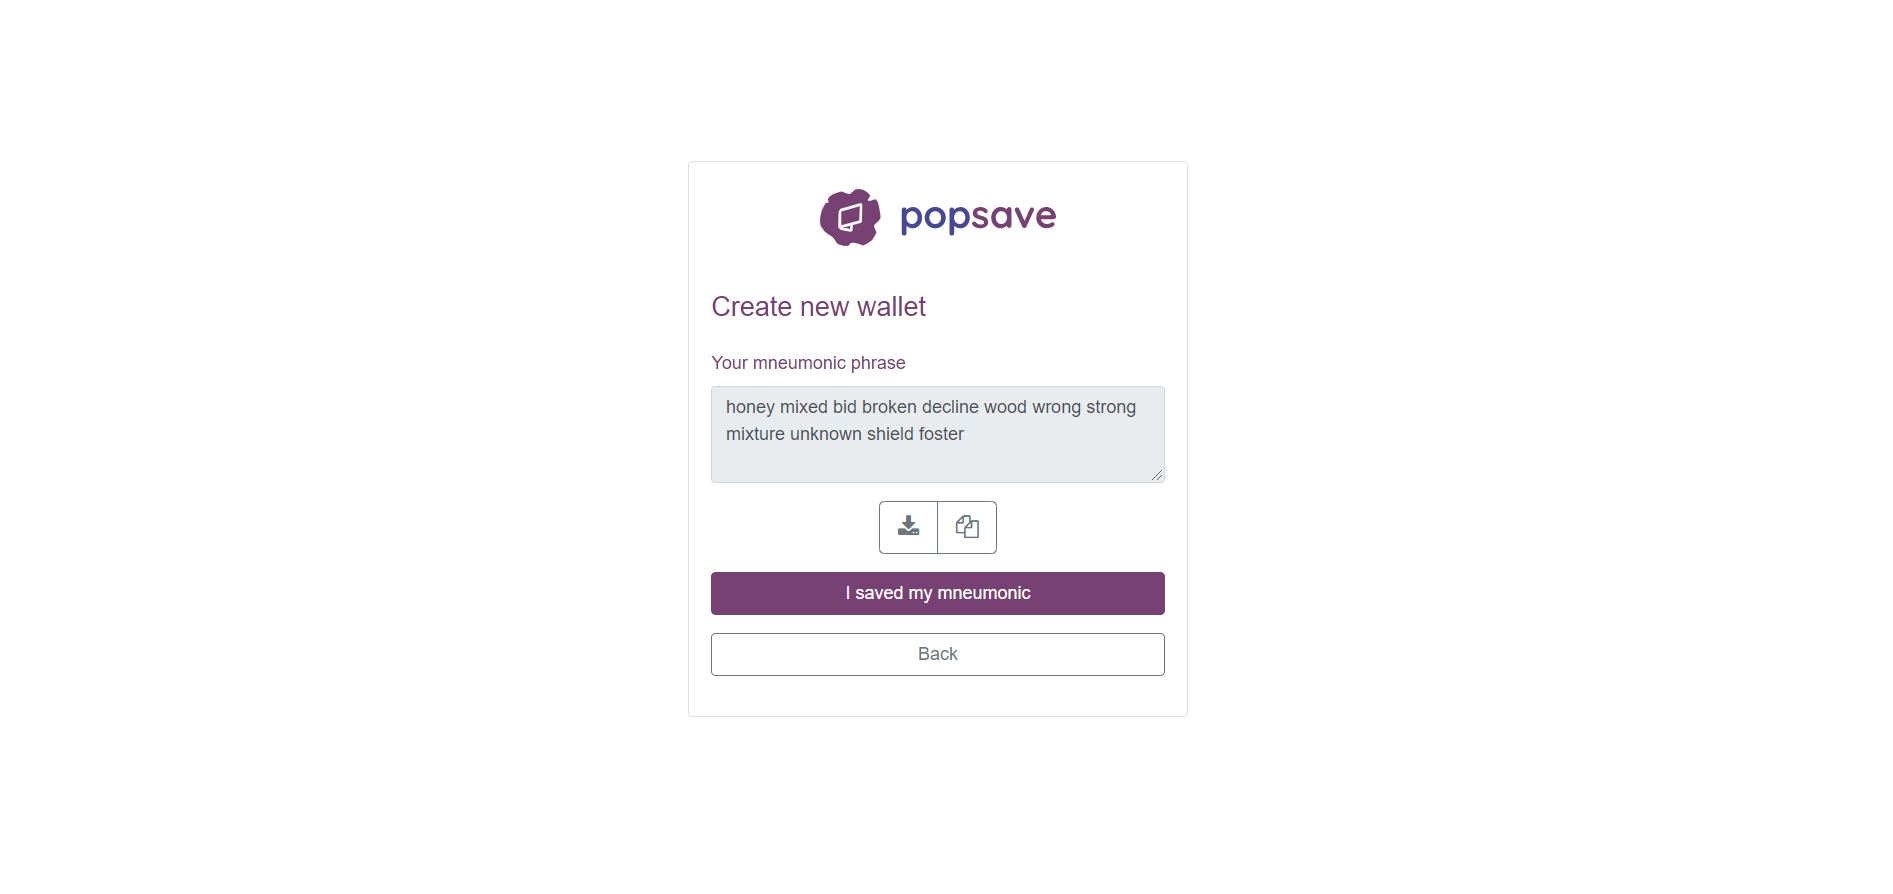 popsave
Create new wallet
Your mneumonic phrase
honey mixed bid broken decline wood wrong strong
mixture unknown shield foster
I saved my mneumonic
Back